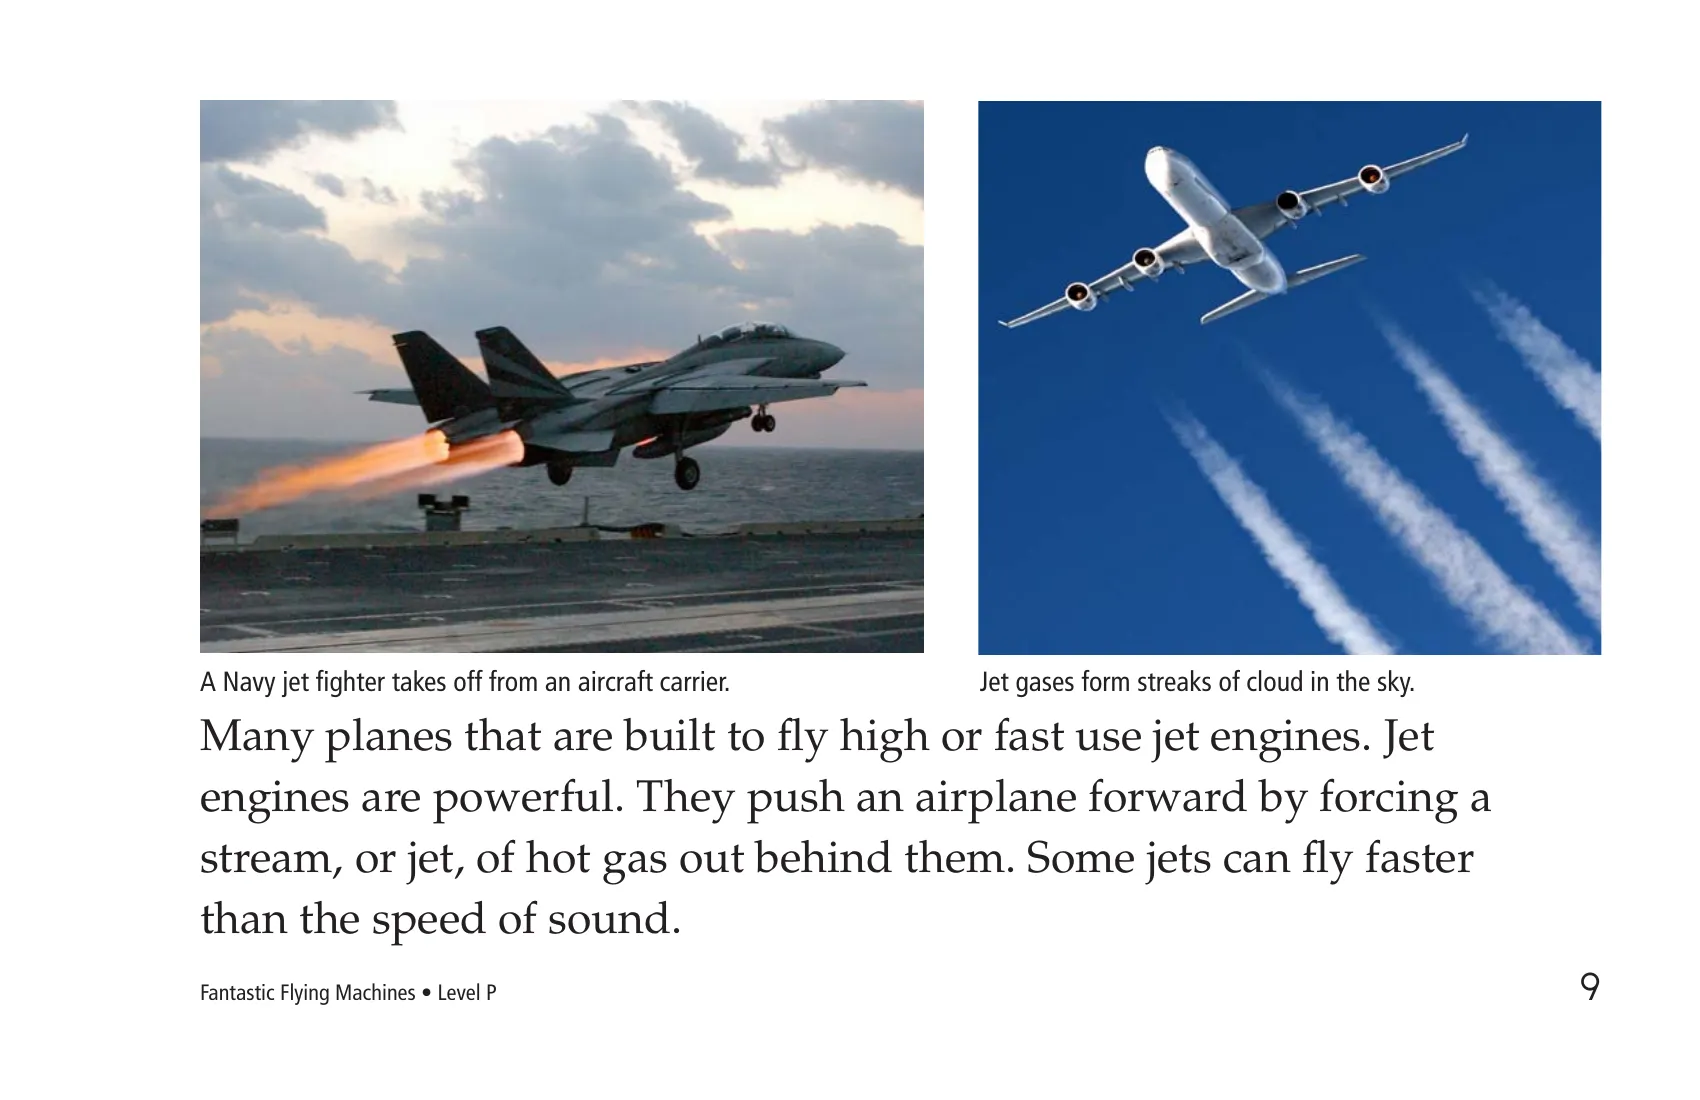 A Navy jet fighter takes off from an aircraft carrier.
Jet gases form streaks of cloud in the sky.
Many planes that are built to fly high or fast use jet engines. Jet
engines are powerful. They push an airplane forward by forcing a
stream, or jet, of hot gas out behind them. Some jets can fly faster
than the speed of sound.
Fantastic Flying Machines • Level P
9